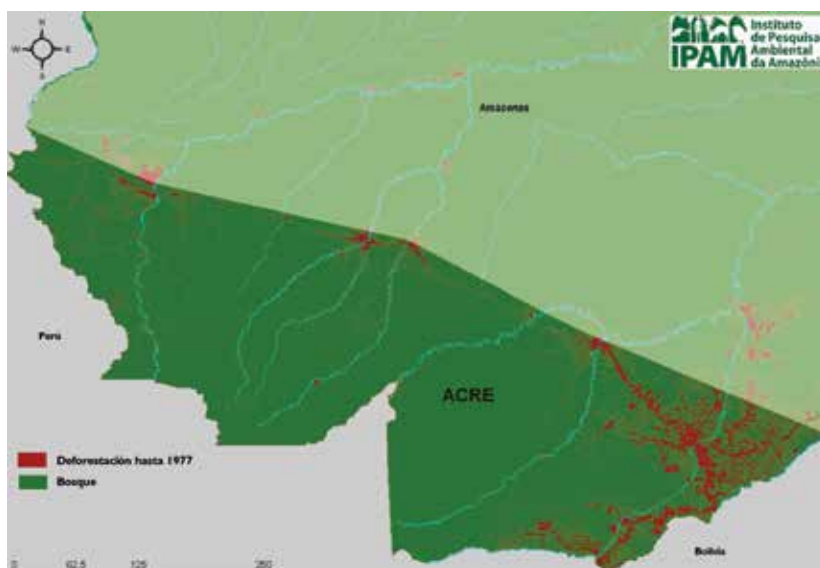 N
W E
S
IPAM
Instituto
de Pesquisa
Ambiental
da Amazôni
Amazonas
Perú
ACRE
Deforestación hasta 1977
Bosque
Bolivia
0 62.5 125 250